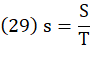 (29) s = S/T